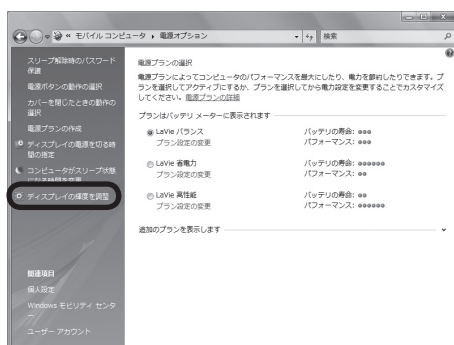 « モバイル コンピュータ ▸ 電源オプション
検索
スリープ解除時のパスワード
保護
電源ボタンの動作の選択
カバーを閉じたときの動作の
選択
電源プランの作成
ディスプレイの電源を切る時
間の指定
コンピュータがスリープ状態
になる時間を変更
ディスプレイの輝度を調整
関連項目
個人設定
Windows モビリティ センタ
ー
ユーザー アカウント
電源プランの選択
電源プランによってコンピュータのパフォーマンスを最大にしたり、電力を節約したりできます。プ
ランを選択してアクティブにするか、プランを選択してから電力設定を変更することでカスタマイズ
してください。電源プランの詳細
プランはバッテリ メーターに表示されます
LaVie バランス バッテリの寿命:
プラン設定の変更 パフォーマンス:
LaVie 省電力 バッテリの寿命:
プラン設定の変更 パフォーマンス:
LaVie 高性能 バッテリの寿命:
プラン設定の変更 パフォーマンス:
追加のプランを表示します